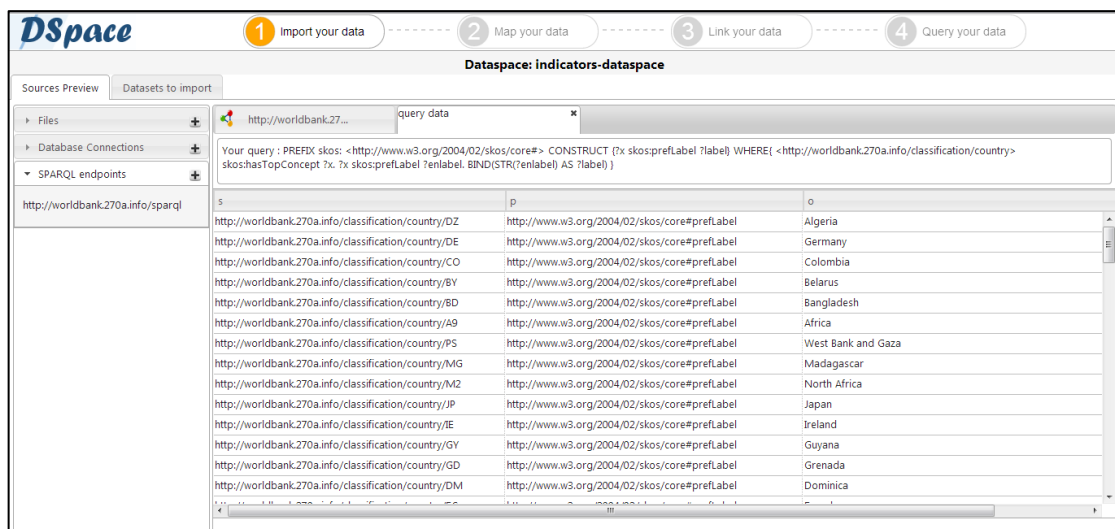 DSpace
1 Import your data 2 Map your data 3 Link your data 4 Query your data
Dataspace: indicators-dataspace
Sources Preview Datasets to import
Files
Database Connections
SPARQL endpoints
http://worldbank.270a.info/sparql
http://worldbank.27... query data
Your query : PREFIX skos: <http://www.w3.org/2004/02/skos/core#> CONSTRUCT {?x skos:prefLabel ?label} WHERE{ <http://worldbank.270a.info/classification/country>
skos:hasTopConcept ?x. ?x skos:prefLabel ?enlabel. BIND(STR(?enlabel) AS ?label) }
s p o
http://worldbank.270a.info/classification/country/DZ http://www.w3.org/2004/02/skos/core#prefLabel Algeria
http://worldbank.270a.info/classification/country/DE http://www.w3.org/2004/02/skos/core#prefLabel Germany
http://worldbank.270a.info/classification/country/CO http://www.w3.org/2004/02/skos/core#prefLabel Colombia
http://worldbank.270a.info/classification/country/BY http://www.w3.org/2004/02/skos/core#prefLabel Belarus
http://worldbank.270a.info/classification/country/BD http://www.w3.org/2004/02/skos/core#prefLabel Bangladesh
http://worldbank.270a.info/classification/country/A9 http://www.w3.org/2004/02/skos/core#prefLabel Africa
http://worldbank.270a.info/classification/country/PS http://www.w3.org/2004/02/skos/core#prefLabel West Bank and Gaza
http://worldbank.270a.info/classification/country/MG http://www.w3.org/2004/02/skos/core#prefLabel Madagascar
http://worldbank.270a.info/classification/country/M2 http://www.w3.org/2004/02/skos/core#prefLabel North Africa
http://worldbank.270a.info/classification/country/JP http://www.w3.org/2004/02/skos/core#prefLabel Japan
http://worldbank.270a.info/classification/country/IE http://www.w3.org/2004/02/skos/core#prefLabel Ireland
http://worldbank.270a.info/classification/country/GY http://www.w3.org/2004/02/skos/core#prefLabel Guyana
http://worldbank.270a.info/classification/country/GD http://www.w3.org/2004/02/skos/core#prefLabel Grenada
http://worldbank.270a.info/classification/country/DM http://www.w3.org/2004/02/skos/core#prefLabel Dominica